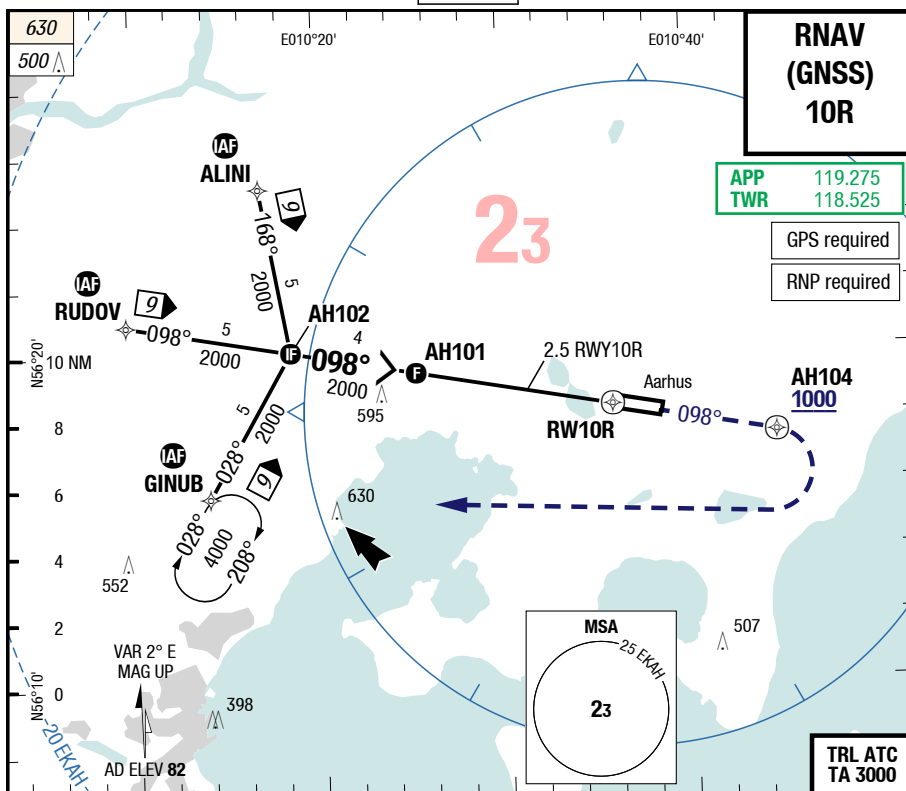 630
500
E010°20'
E010°40'
RNAV
(GNSS)
10R
APP 119.275
TWR 118.525
GPS required
RNP required
23
IAF
ALINI
9
168°
5
2000
IAF
RUDOV
9
098°
5
2000
AH102
IF
098°
4
2000
595
F
AH101
2.5 RWY10R
Aarhus
RW10R
098°
AH104
1000
N56°20'
10 NM
8
6
4
2
0
N56°10'
IAF
GINUB
9
028°
5
2000
028°
4000
208°
630
552
507
398
VAR 2° E
MAG UP
AD ELEV 82
20 EKAH
MSA
25 EKAH
23
TRL ATC
TA 3000